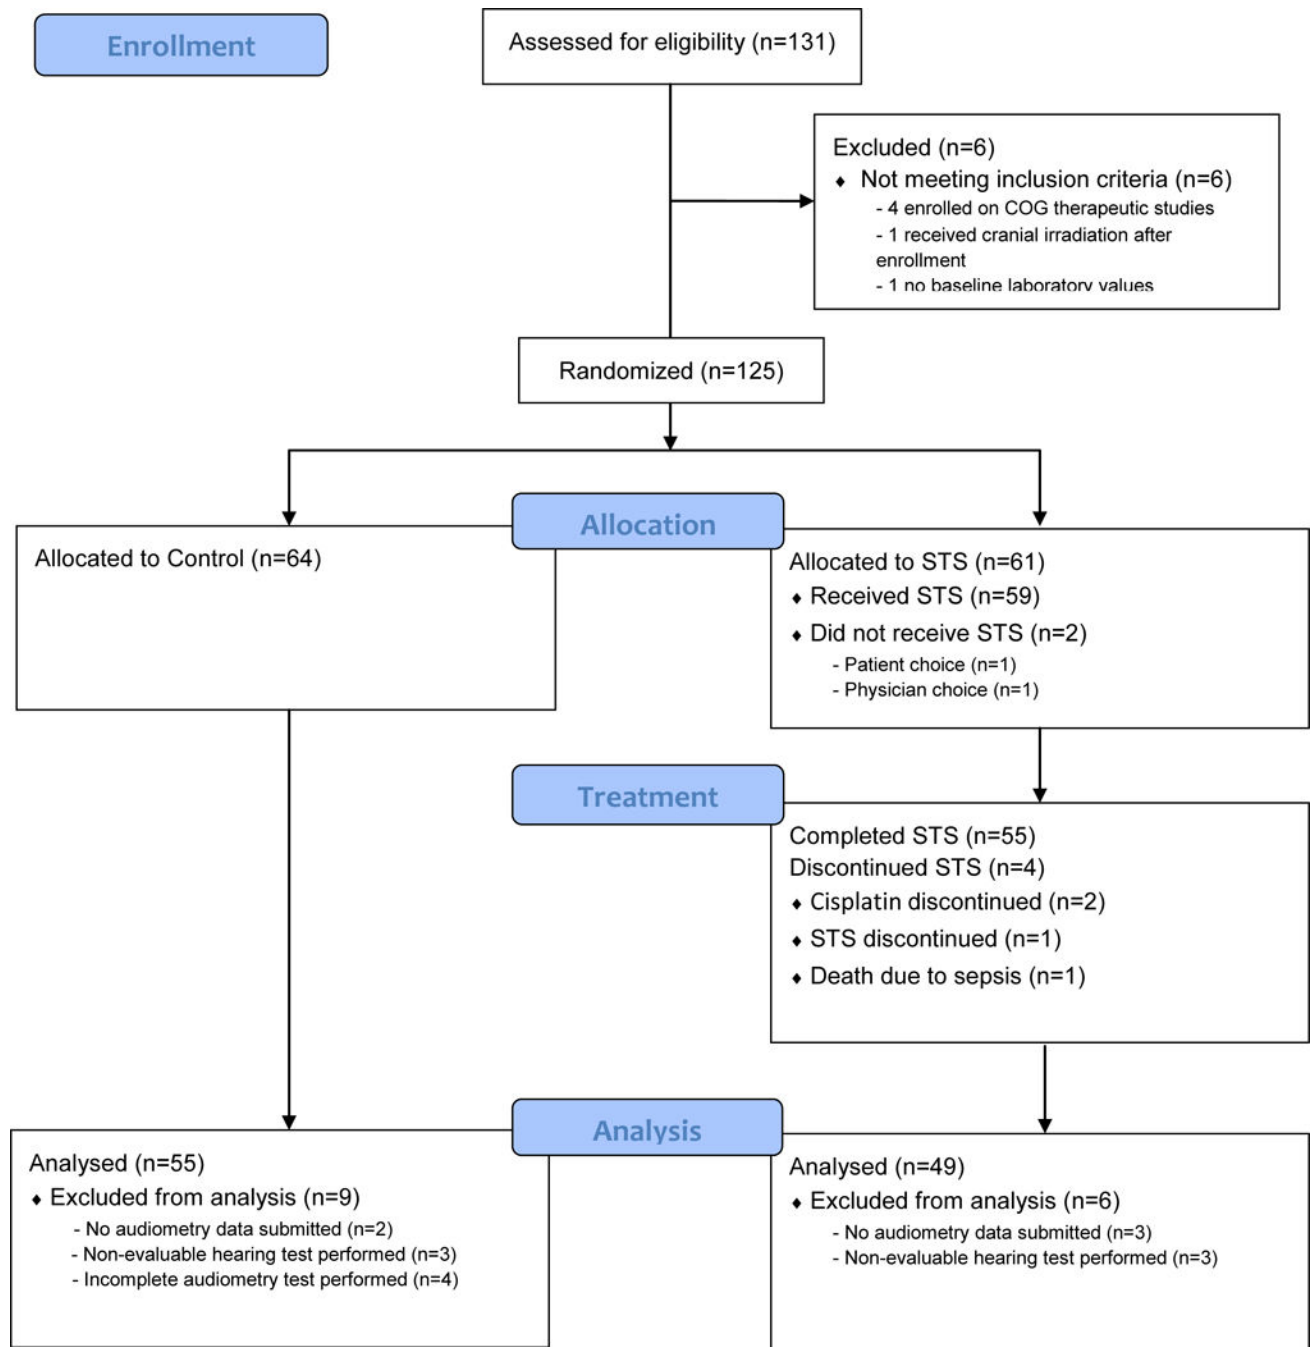 Enrollment
Assessed for eligibility (n=131)
Excluded (n=6)
♦ Not meeting inclusion criteria (n=6)
- 4 enrolled on COG therapeutic studies
- 1 received cranial irradiation after
enrollment
- 1 no baseline laboratory values
Randomized (n=125)
Allocation
Allocated to Control (n=64)
Allocated to STS (n=61)
♦ Received STS (n=59)
♦ Did not receive STS (n=2)
- Patient choice (n=1)
- Physician choice (n=1)
Treatment
Completed STS (n=55)
Discontinued STS (n=4)
♦ Cisplatin discontinued (n=2)
♦ STS discontinued (n=1)
♦ Death due to sepsis (n=1)
Analysis
Analysed (n=55)
♦ Excluded from analysis (n=9)
- No audiometry data submitted (n=2)
- Non-evaluable hearing test performed (n=3)
- Incomplete audiometry test performed (n=4)
Analysed (n=49)
♦ Excluded from analysis (n=6)
- No audiometry data submitted (n=3)
- Non-evaluable hearing test performed (n=3)